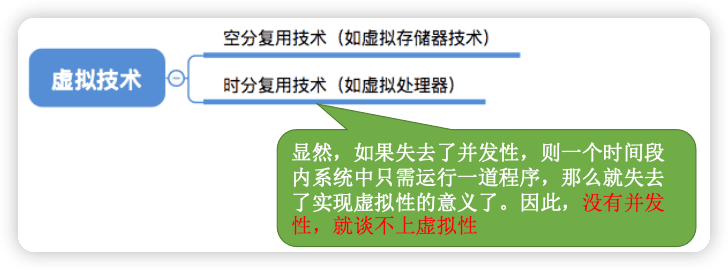 空分复用技术（如虚拟存储器技术）
虚拟技术
时分复用技术（如虚拟处理器）
显然，如果失去了并发性，则一个时间段
内系统中只需运行一道程序，那么就失去
了实现虚拟性的意义了。因此，没有并发
性，就谈不上虚拟性